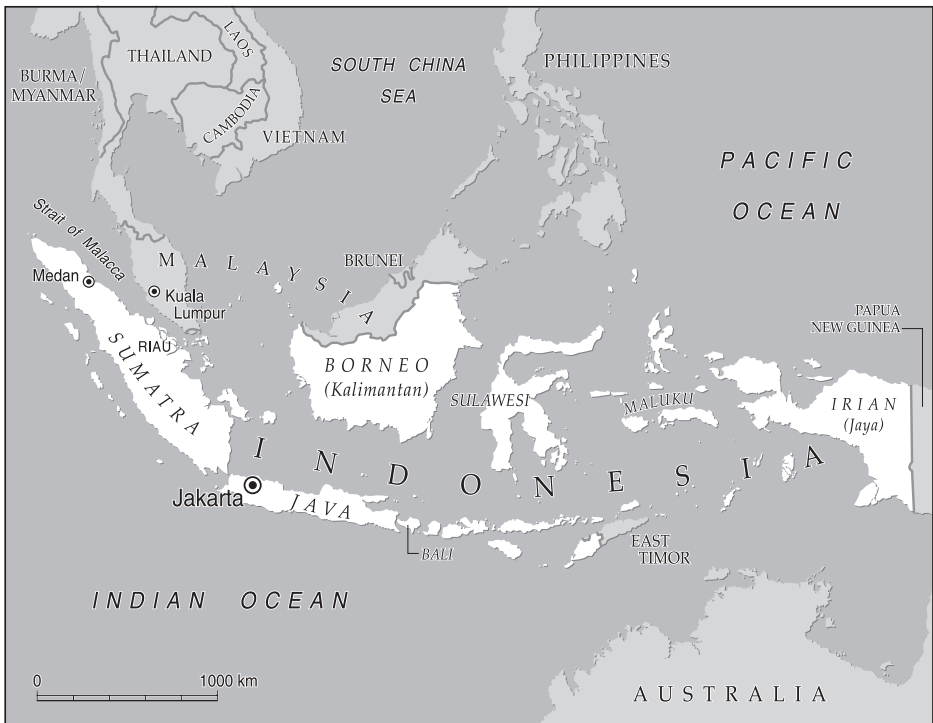 THAILAND
LAOS
BURMA/
MYANMAR
CAMBODIA
VIETNAM
SOUTH CHINA
SEA
PHILIPPINES
PACIFIC
OCEAN
Strait of Malacca
MALAYSIA
BRUNEI
Medan
Kuala
Lumpur
RIAU
SUMATRA
BORNEO
(Kalimantan)
SULAWESI
MALUKU
PAPUA
NEW GUINEA
IRIAN
(Jaya)
INDONESIA
Jakarta
JAVA
BALI
EAST
TIMOR
INDIAN OCEAN
0 1000 km
AUSTRALIA